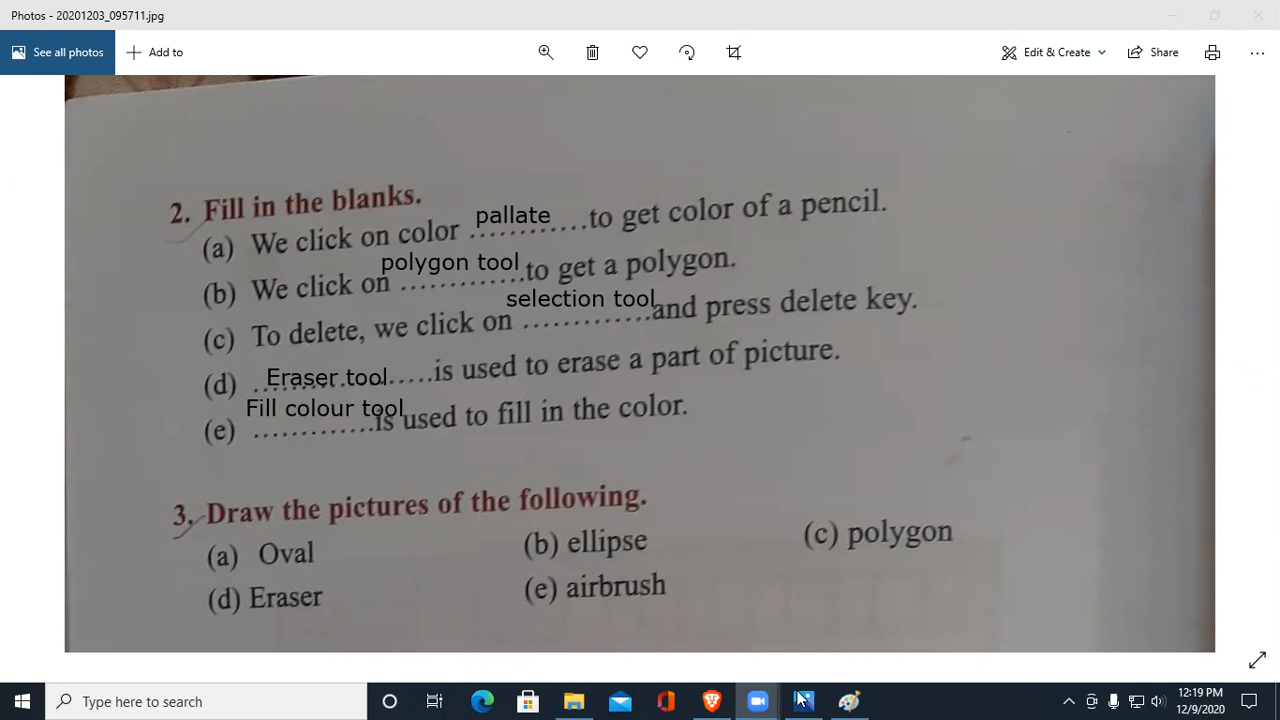 Photos - 20201203_095711.jpg
See all photos Add to Edit & Create Share
2. Fill in the blanks.
(a) We click on color pallate ............to get color of a pencil.
(b) We click on polygon tool .............to get a polygon.
(c) To delete, we click on selection tool .............and press delete key.
(d) Eraser tool ..............is used to erase a part of picture.
(e) Fill colour tool .............is used to fill in the color.
3. Draw the pictures of the following.
(a) Oval (b) ellipse (c) polygon
(d) Eraser (e) airbrush
Type here to search 12:19 PM
12/9/2020